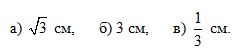 а) √3 см, б) 3 см, в) 1/3 см.